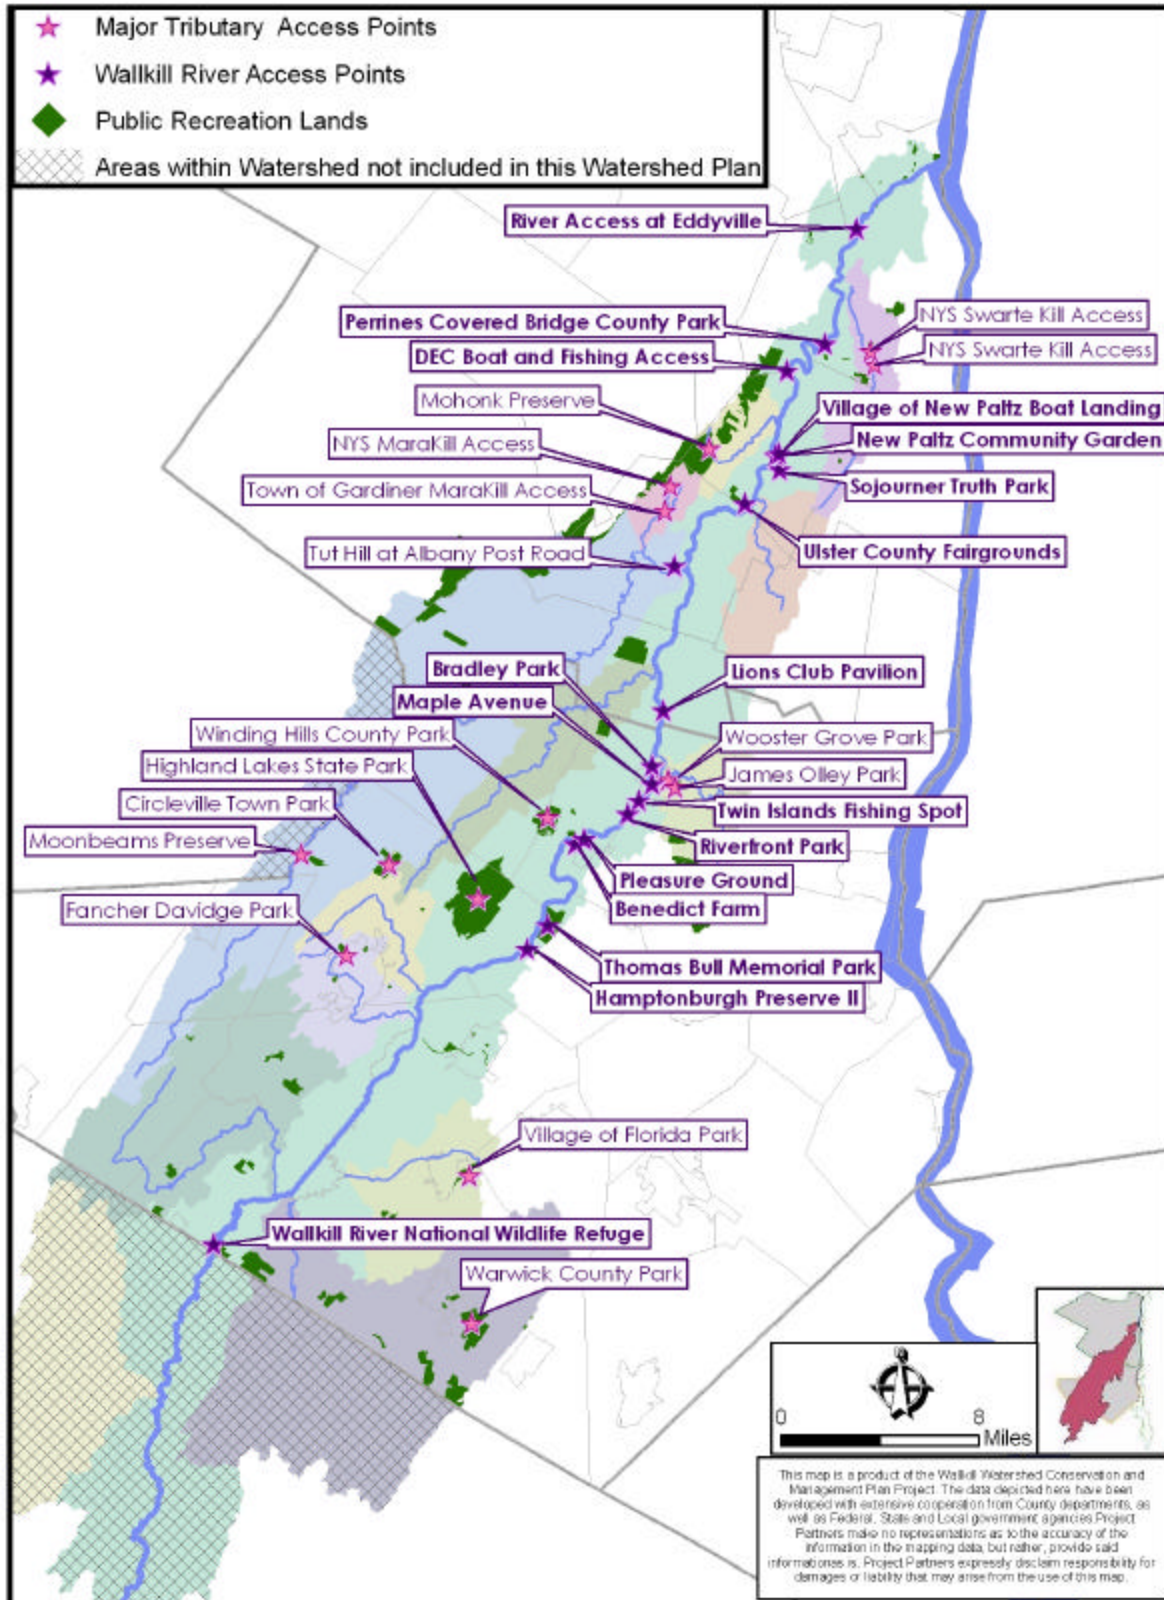 Major Tributary Access Points
Wallkill River Access Points
Public Recreation Lands
Areas within Watershed not included in this Watershed Plan
River Access at Eddyville
Perrines Covered Bridge County Park
NYS Swarte Kill Access
DEC Boat and Fishing Access
NYS Swarte Kill Access
Mohonk Preserve
Village of New Paltz Boat Landing
NYS MaraKill Access
New Paltz Community Garden
Town of Gardiner MaraKill Access
Sojourner Truth Park
Tut Hill at Albany Post Road
Ulster County Fairgrounds
Bradley Park
Lions Club Pavilion
Maple Avenue
Winding Hills County Park
Wooster Grove Park
Highland Lakes State Park
James Olley Park
Circleville Town Park
Twin Islands Fishing Spot
Moonbeams Preserve
Riverfront Park
Pleasure Ground
Fancher Davidge Park
Benedict Farm
Thomas Bull Memorial Park
Hamptonburgh Preserve II
Village of Florida Park
Wallkill River National Wildlife Refuge
Warwick County Park
0 8
Miles
This map is a product of the Wallkill Watershed Conservation and
Management Plan Project. The data depicted here have been
developed with extensive cooperation from County departments, as
well as Federal, State and Local government agencies.Project
Partners make no representations as to the accuracy of the
information in the mapping data, but rather, provide said
informationas is. Project Partners expressly disclaim responsibility for
damages or liability that may arise from the use of this map.